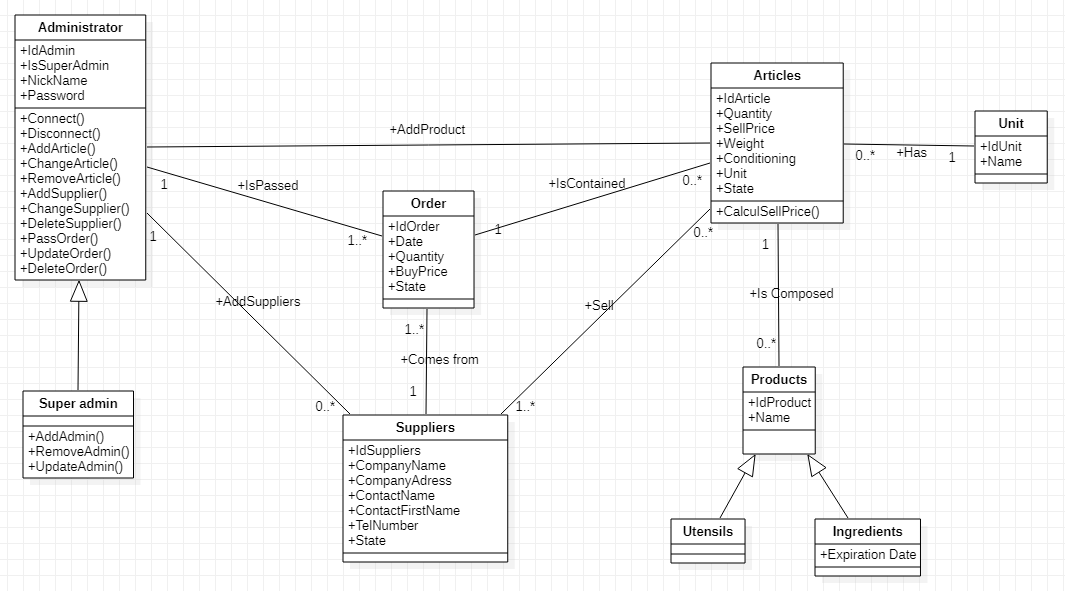 Administrator
+IdAdmin
+IsSuperAdmin
+NickName
+Password
+Connect()
+Disconnect()
+AddArticle()
+ChangeArticle()
+RemoveArticle()
+AddSupplier()
+ChangeSupplier()
+DeleteSupplier()
+PassOrder()
+UpdateOrder()
+DeleteOrder()
+AddProduct
Articles
+IdArticle
+Quantity
+SellPrice
+Weight
+Conditioning
+Unit
+State
+CalculSellPrice()
0..*
+Has
1
Unit
+IdUnit
+Name
1
+IsPassed
1..*
Order
+IdOrder
+Date
+Quantity
+BuyPrice
+State
1
+IsContained
0..*
1
+AddSuppliers
0..*
1..*
+Comes from
1
0..*
+Sell
1..*
1
+Is Composed
0..*
Super admin
+AddAdmin()
+RemoveAdmin()
+UpdateAdmin()
Suppliers
+IdSuppliers
+CompanyName
+CompanyAdress
+ContactName
+ContactFirstName
+TelNumber
+State
Products
+IdProduct
+Name
Utensils
Ingredients
+Expiration Date